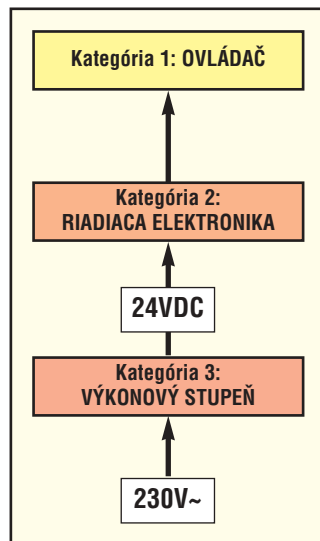 Kategória 1: OVLÁDAČ
Kategória 2:
RIADIACA ELEKTRONIKA
24VDC
Kategória 3:
VÝKONOVÝ STUPEŇ
230V~